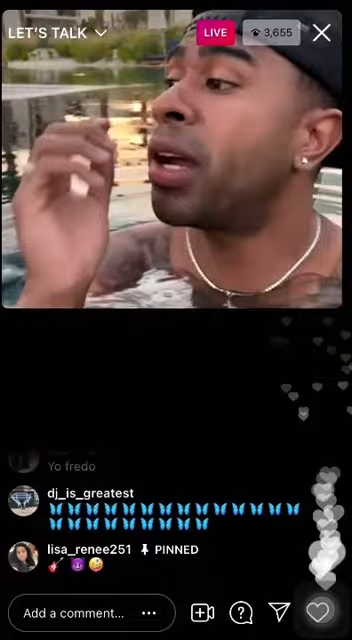 LET'S TALK
LIVE
3,655
Yo fredo
dj_is_greatest
🦋🦋🦋🦋🦋🦋🦋🦋🦋🦋🦋🦋🦋🦋
🦋🦋🦋🦋🦋🦋🦋🦋🦋
lisa_renee251 PINNED
🎸😈🤪
Add a comment...